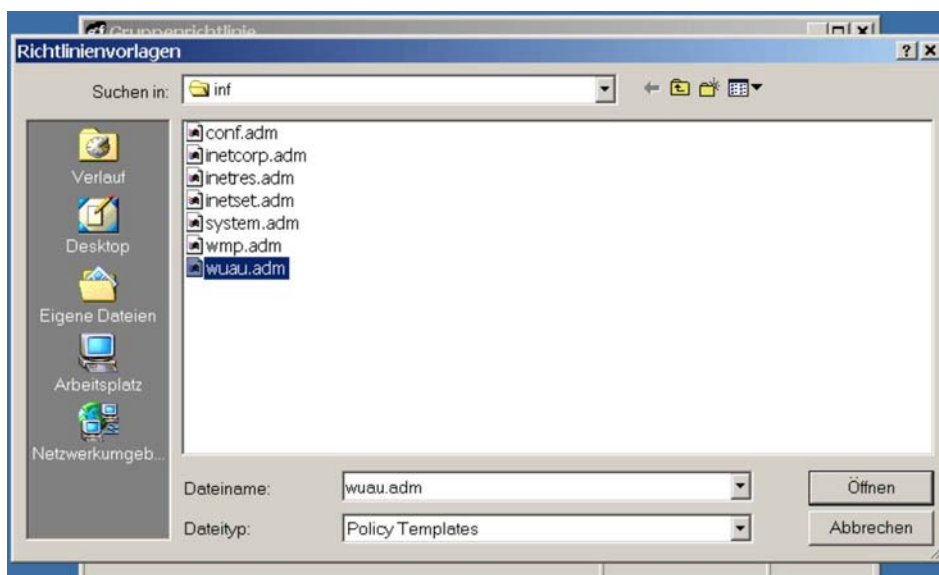 Gruppenrichtlinie
Richtlinienvorlagen
Suchen in:
inf
Verlauf
Desktop
Eigene Dateien
Arbeitsplatz
Netzwerkumgeb...
conf.adm
inetcorp.adm
inetres.adm
inetset.adm
system.adm
wmp.adm
wuau.adm
Dateiname:
wuau.adm
Öffnen
Dateityp:
Policy Templates
Abbrechen